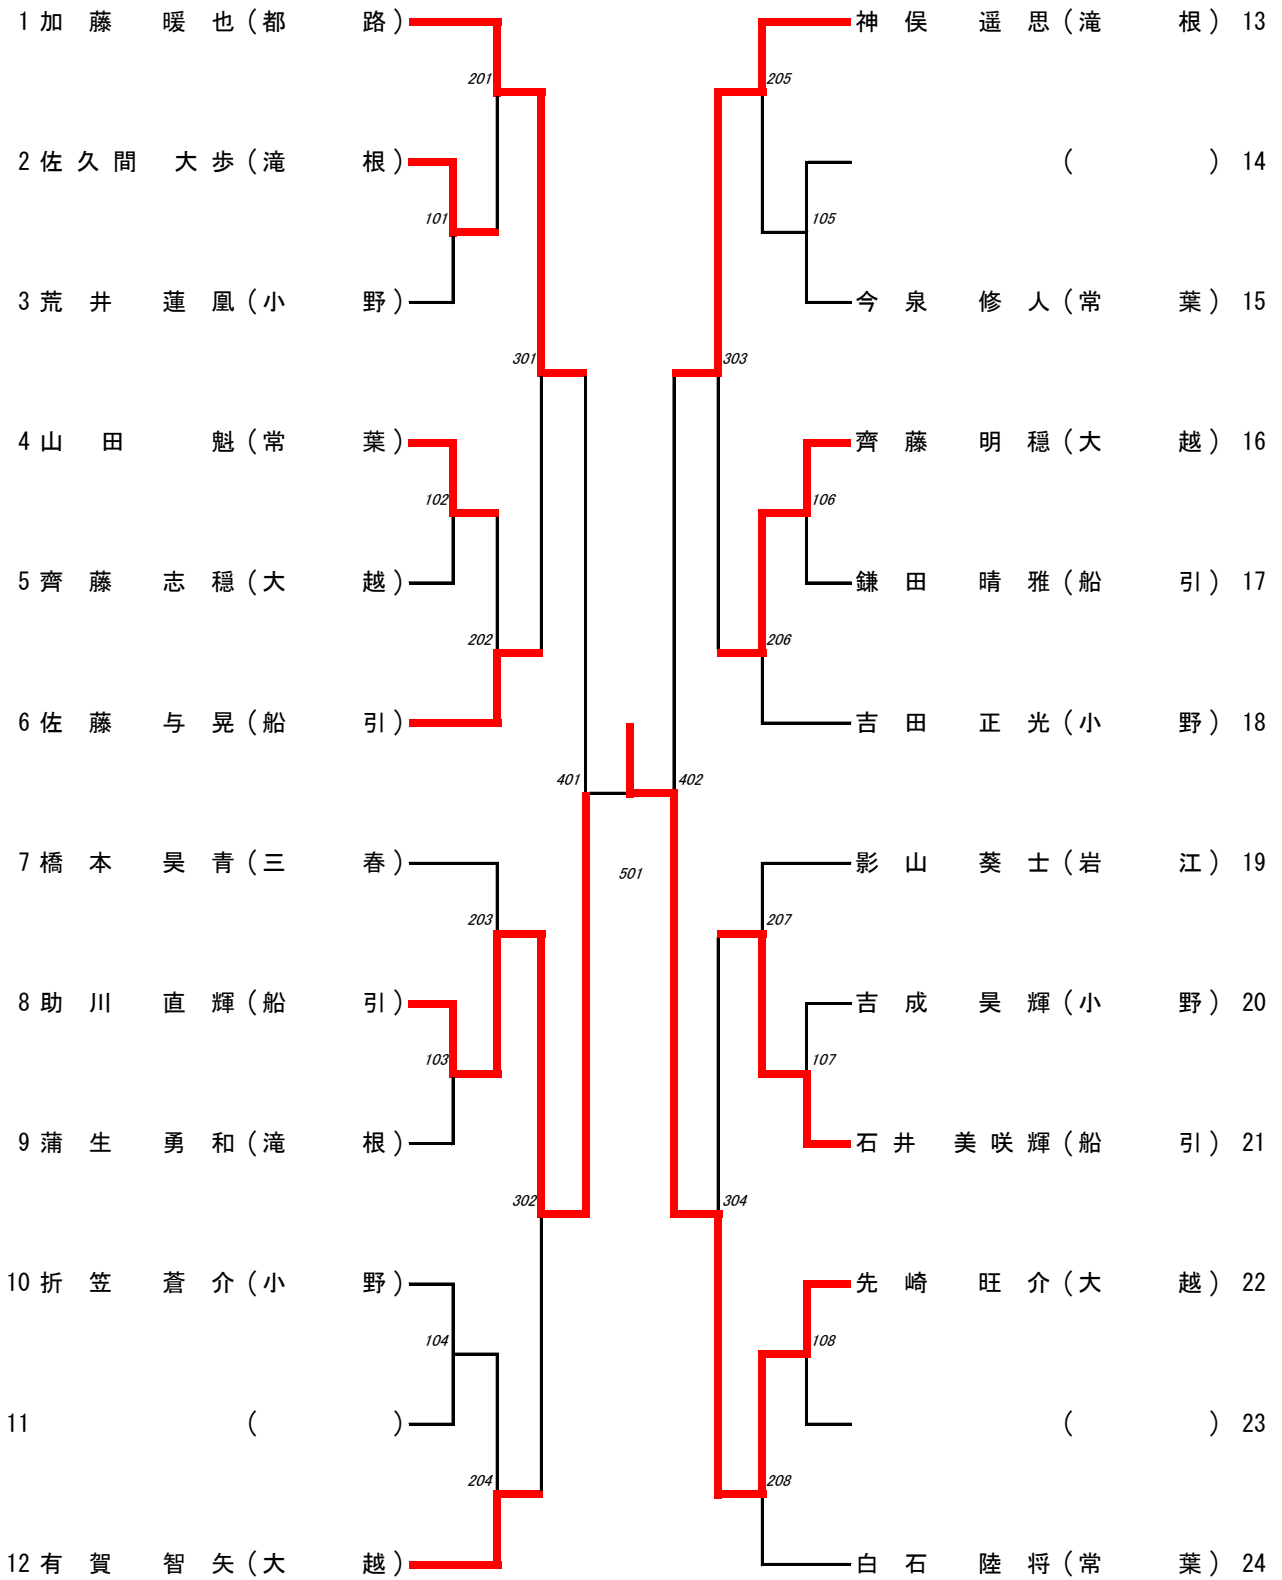 1 加藤 暖也 (都路)
201
2 佐久間 大歩 (滝根)
101
3 荒井 蓮凰 (小野)
301
4 山田 魁 (常葉)
102
5 齊藤 志穏 (大越)
202
6 佐藤 与晃 (船引)
401
7 橋本 昊青 (三春)
203
8 助川 直輝 (船引)
103
9 蒲生 勇和 (滝根)
302
10 折笠 蒼介 (小野)
104
11 ( )
204
12 有賀 智矢 (大越)
501
神俣 遥思 (滝根) 13
205
( ) 14
105
今泉 修人 (常葉) 15
303
齊藤 明穏 (大越) 16
106
鎌田 晴雅 (船引) 17
206
吉田 正光 (小野) 18
402
影山 葵士 (岩江) 19
207
吉成 昊輝 (小野) 20
107
石井 美咲輝 (船引) 21
304
先崎 旺介 (大越) 22
108
( ) 23
208
白石 陸将 (常葉) 24